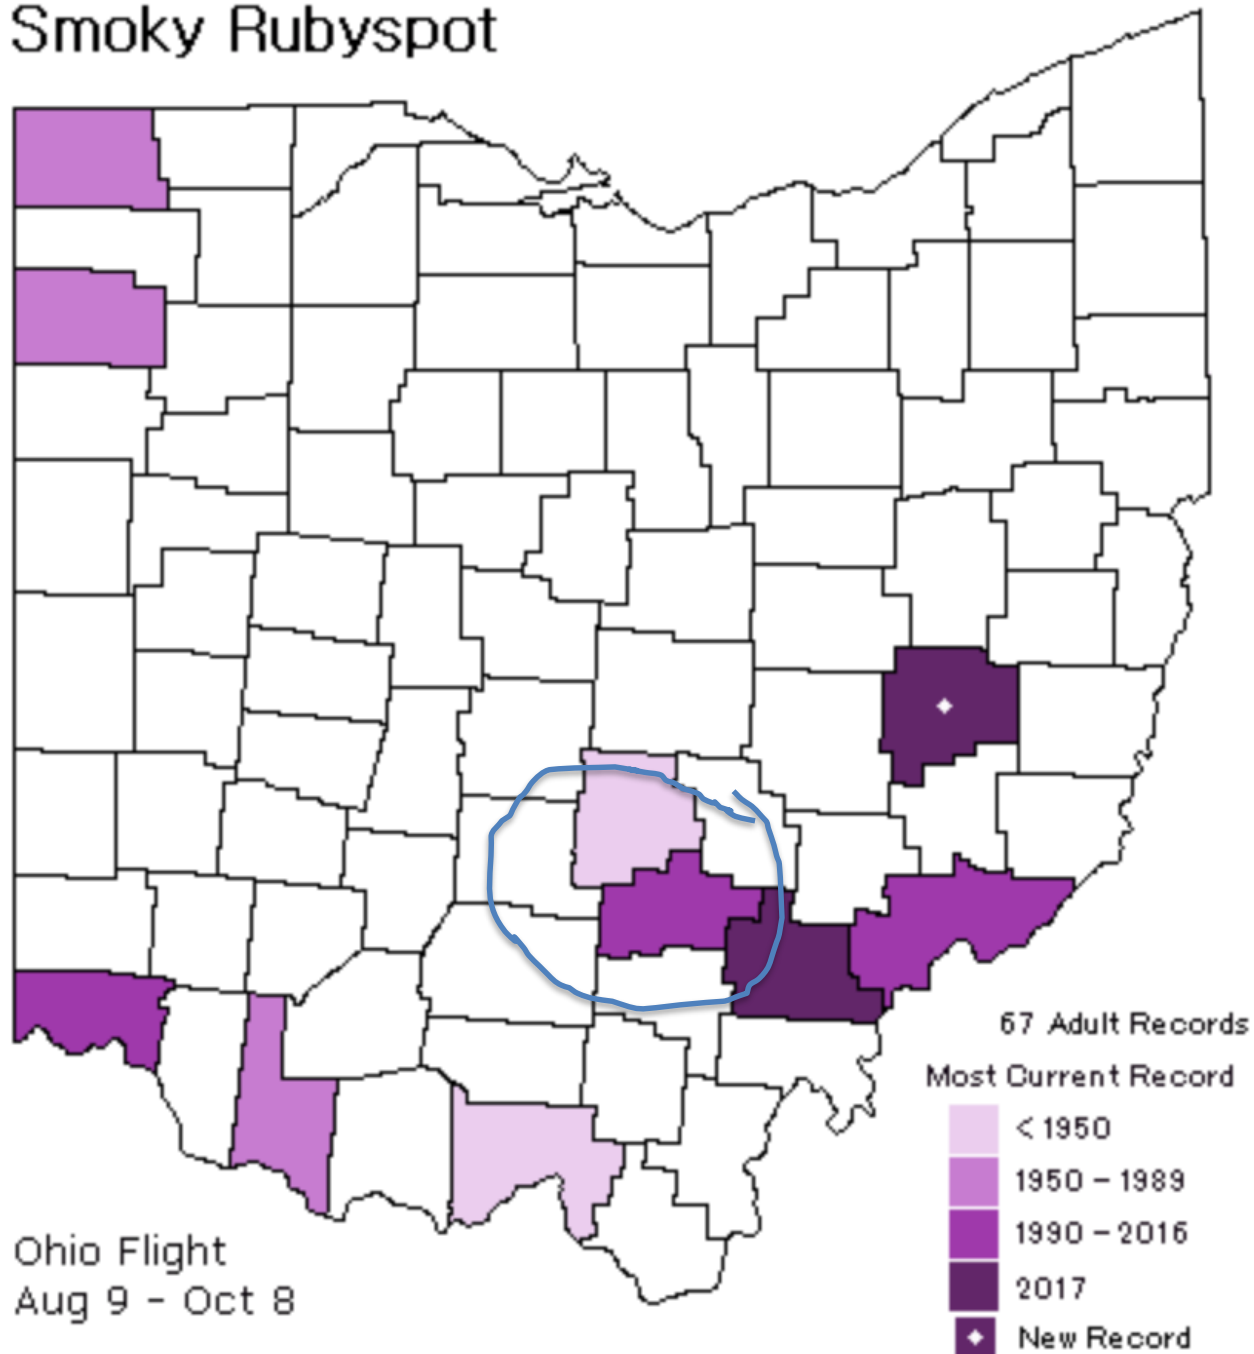 Smoky Rubyspot
67 Adult Records
Most Current Record
< 1950
1950 - 1989
1990 - 2016
2017
New Record
Ohio Flight
Aug 9 - Oct 8